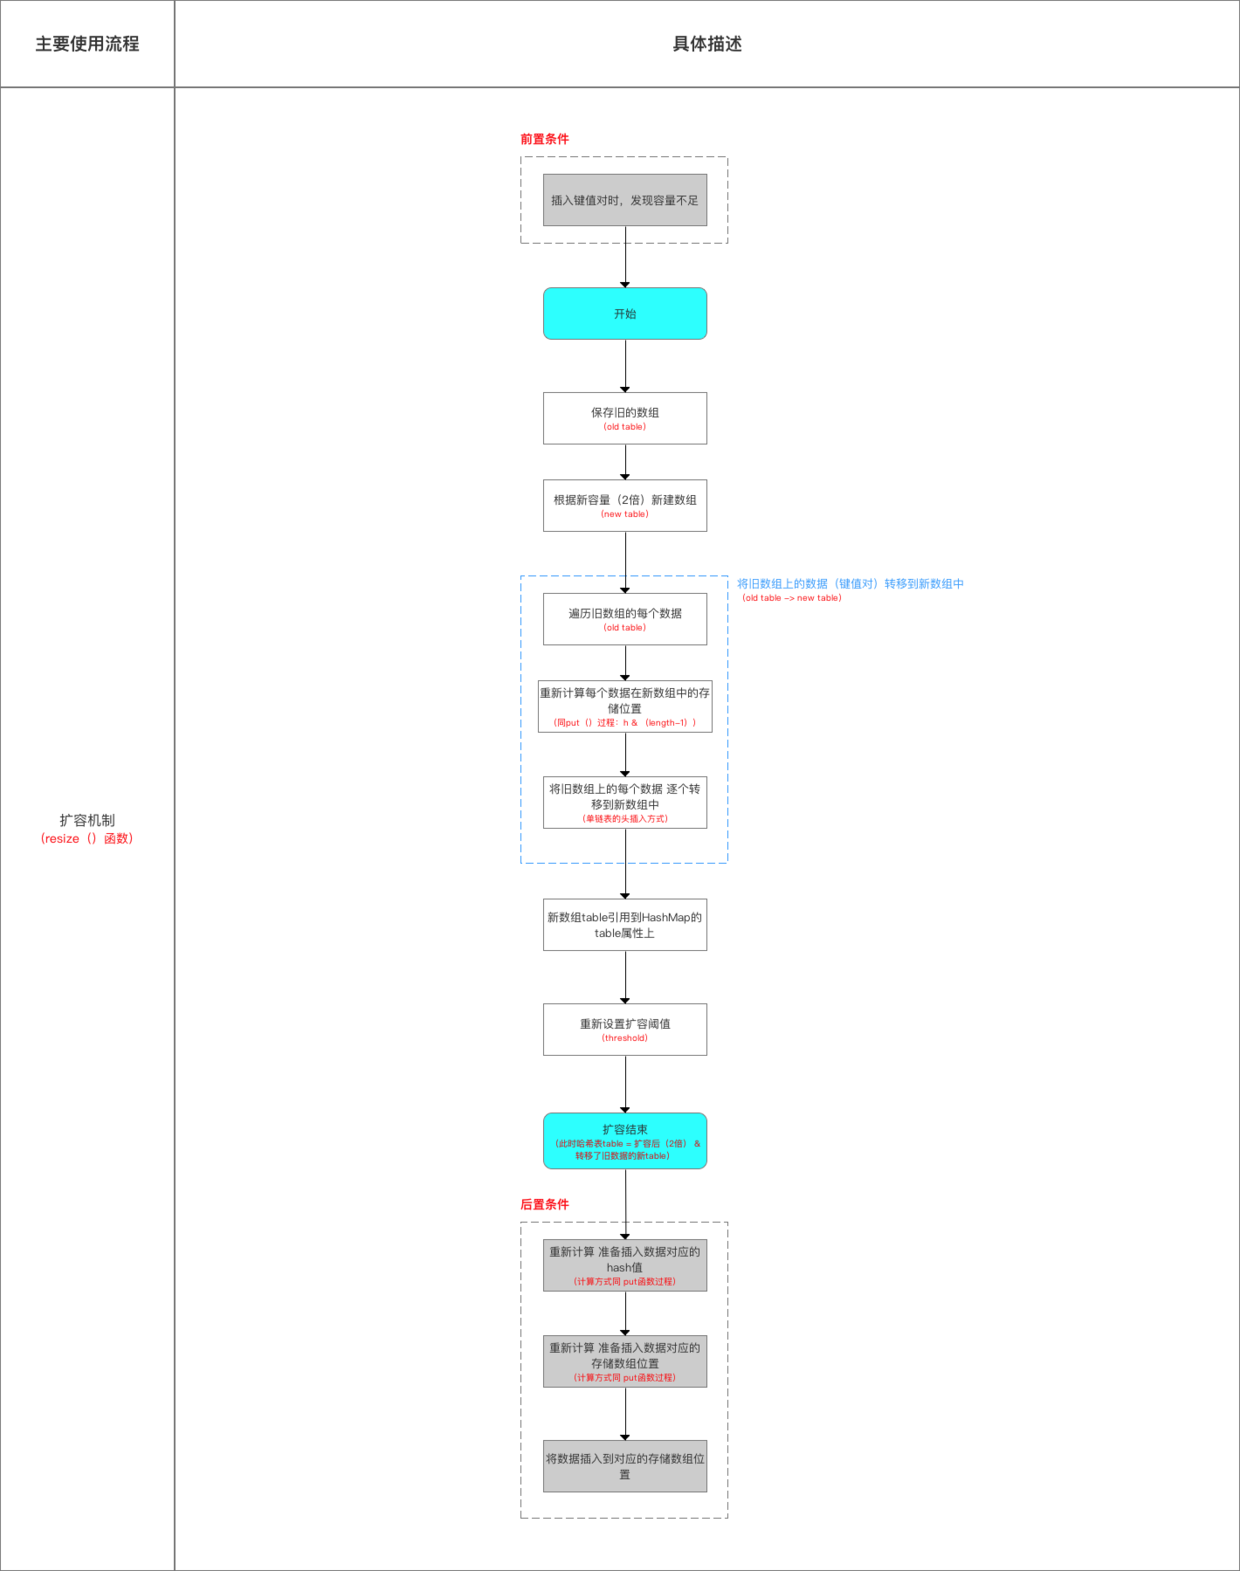 主要使用流程
具体描述
前置条件
插入键值对时，发现容量不足
开始
保存旧的数组
（old table）
根据新容量（2倍）新建数组
（new table）
将旧数组上的数据（键值对）转移到新数组中
（old table –> new table）
遍历旧数组的每个数据
（old table）
重新计算每个数据在新数组中的存
储位置
（同put（）过程：h & （length–1））
将旧数组上的每个数据 逐个转
移到新数组中
（单链表的头插入方式）
扩容机制
（resize（）函数）
新数组table引用到HashMap的
table属性上
重新设置扩容阈值
（threshold）
扩容结束
（此时哈希表table = 扩容后（2倍） &
转移了旧数据的新table）
后置条件
重新计算 准备插入数据对应的
hash值
（计算方式同 put函数过程）
重新计算 准备插入数据对应的
存储数组位置
（计算方式同 put函数过程）
将数据插入到对应的存储数组位
置